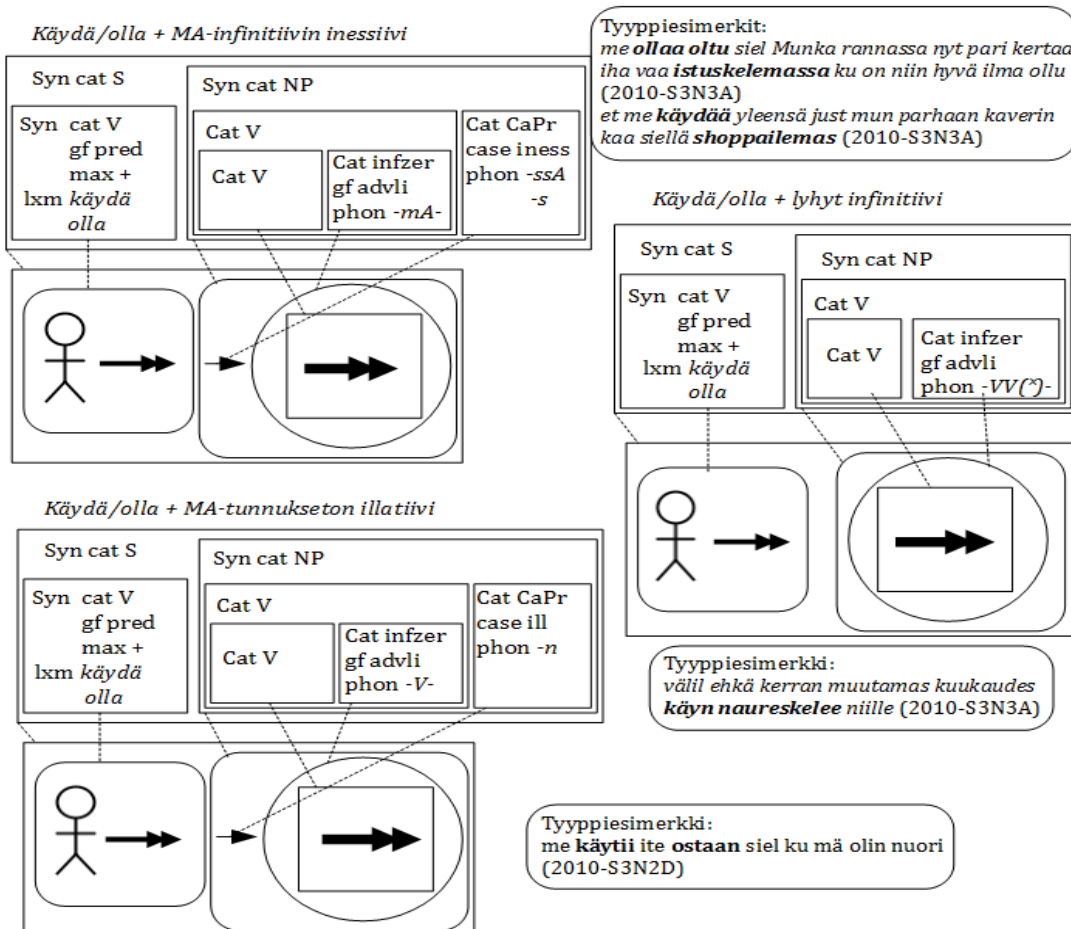 Käydä/olla + MA-infinitiivin inessiivi
Syn cat S
Syn cat V
gf pred
max +
lxm käydä
olla
Syn cat NP
Cat V
Cat V
Cat infzer
gf advli
phon -mA-
Cat CaPr
case iness
phon -ssA
-s
Tyyppiesimerkit:
me ollaa oltu siel Munka rannassa nyt pari kertaa
iha vaa istuskelemassa ku on niin hyvä ilma ollu
(2010-S3N3A)
et me käydää yleensä just mun parhaan kaverin
kaa siellä shoppailemas (2010-S3N3A)
Käydä/olla + lyhyt infinitiivi
Syn cat S
Syn cat V
gf pred
max +
lxm käydä
olla
Syn cat NP
Cat V
Cat V
Cat infzer
gf advli
phon -VV(ˣ)-
Tyyppiesimerkki:
välil ehkä kerran muutamas kuukaudes
käyn naureskelee niille (2010-S3N3A)
Käydä/olla + MA-tunnukseton illatiivi
Syn cat S
Syn cat V
gf pred
max +
lxm käydä
olla
Syn cat NP
Cat V
Cat V
Cat infzer
gf advli
phon -V-
Cat CaPr
case ill
phon -n
Tyyppiesimerkki:
me käytii ite ostaan siel ku mä olin nuori
(2010-S3N2D)